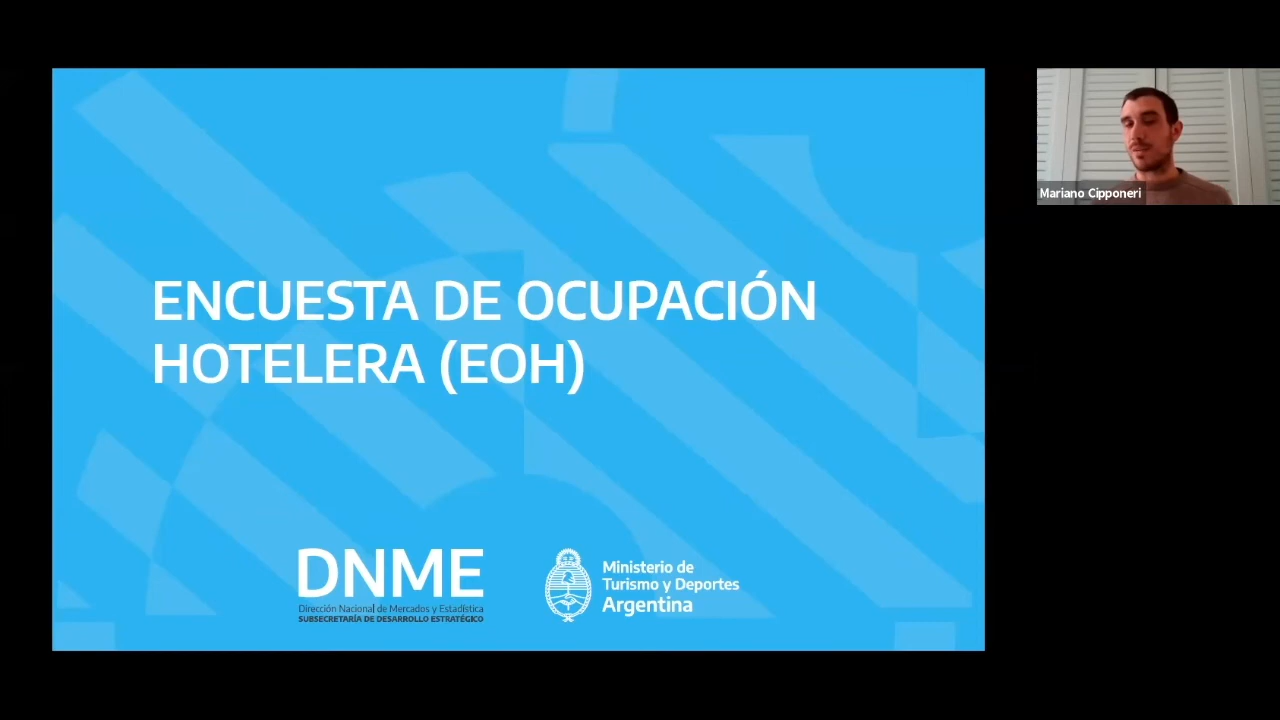 ENCUESTA DE OCUPACIÓN
HOTELERA (EOH)
DNME
Dirección Nacional de Mercados y Estadística
SUBSECRETARÍA DE DESARROLLO ESTRATÉGICO
Ministerio de
Turismo y Deportes
Argentina
Mariano Cipponeri